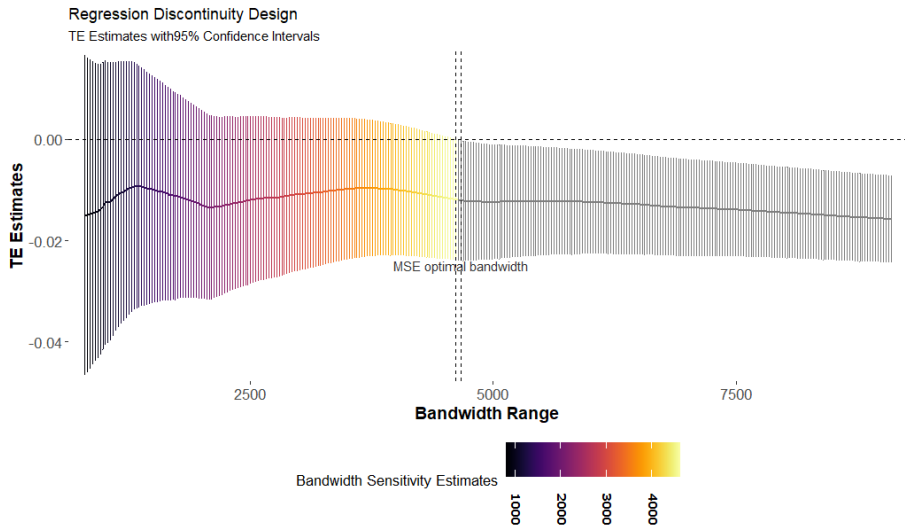 Regression Discontinuity Design
TE Estimates with95% Confidence Intervals
TE Estimates
0.00
-0.02
-0.04
MSE optimal bandwidth
2500 5000 7500
Bandwidth Range
Bandwidth Sensitivity Estimates
1000 2000 3000 4000